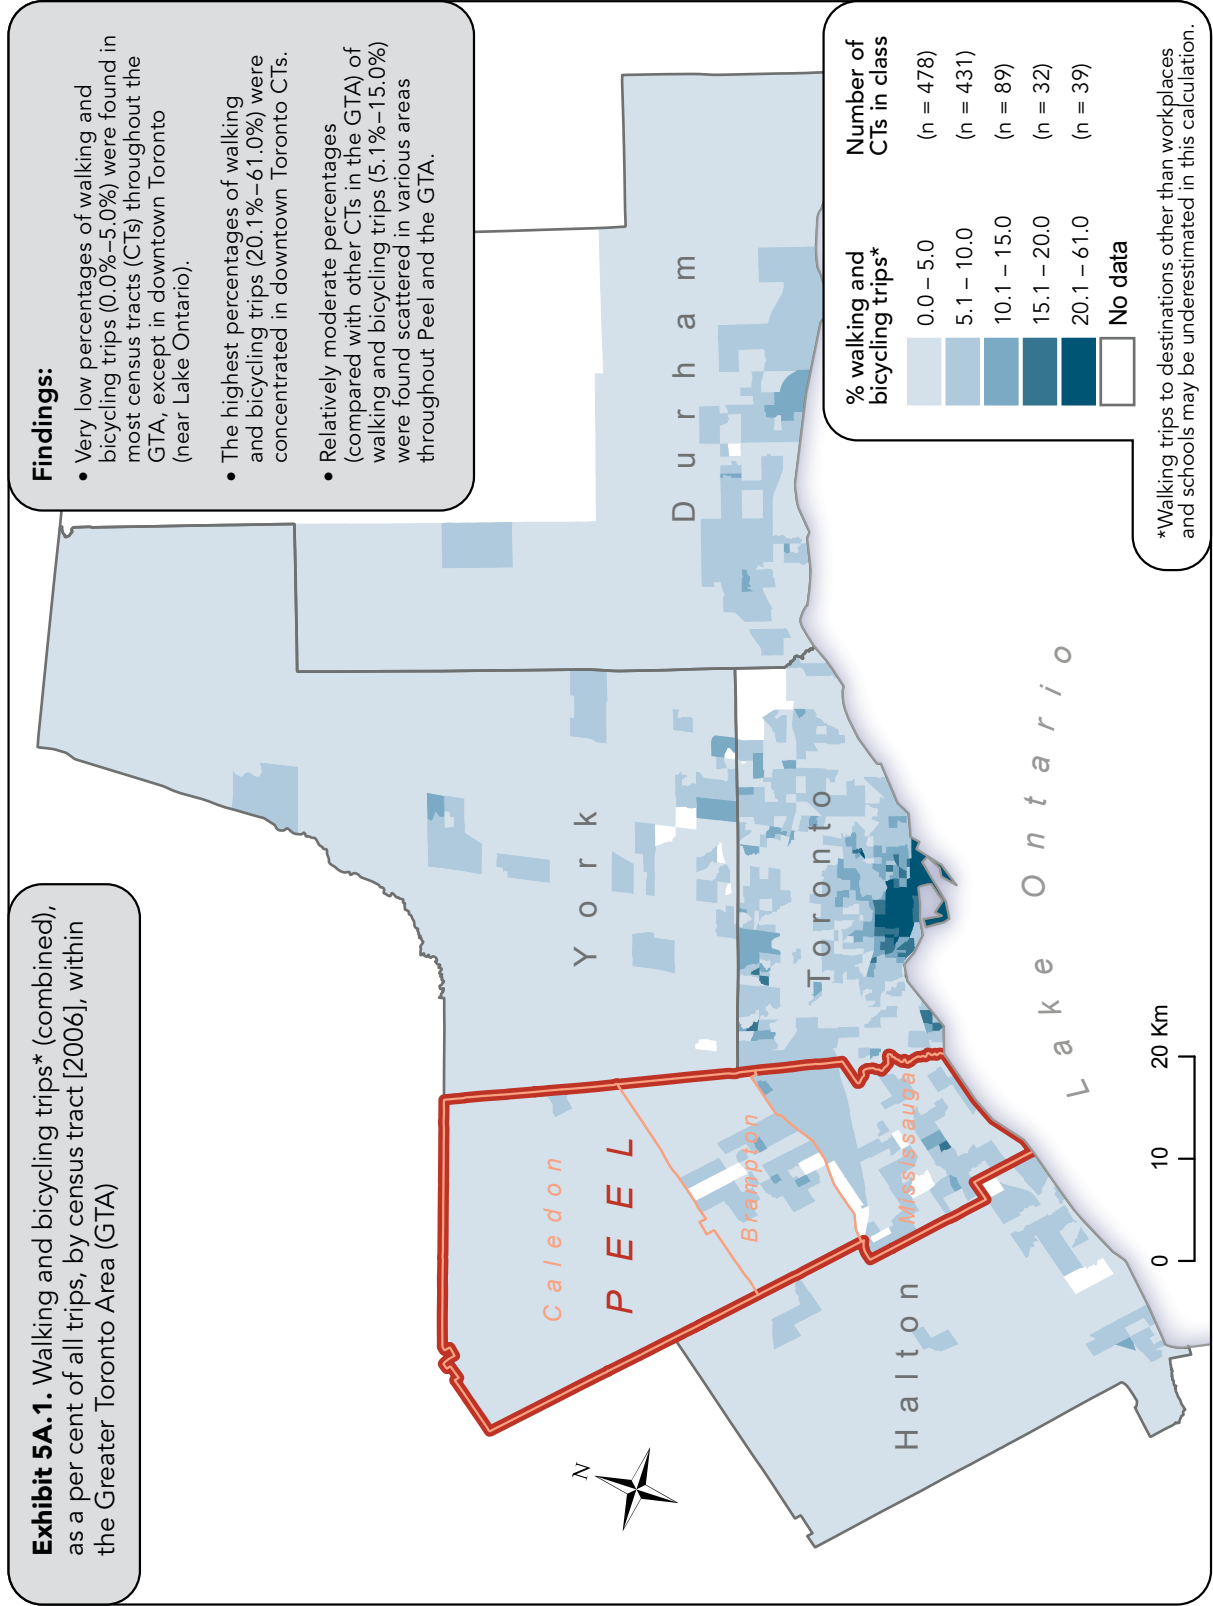 Exhibit 5A.1. Walking and bicycling trips* (combined),
as a per cent of all trips, by census tract [2006], within
the Greater Toronto Area (GTA)
Findings:
• Very low percentages of walking and
bicycling trips (0.0%–5.0%) were found in
most census tracts (CTs) throughout the
GTA, except in downtown Toronto
(near Lake Ontario).
• The highest percentages of walking
and bicycling trips (20.1%–61.0%) were
concentrated in downtown Toronto CTs.
• Relatively moderate percentages
(compared with other CTs in the GTA) of
walking and bicycling trips (5.1%–15.0%)
were found scattered in various areas
throughout Peel and the GTA.
N
Caledon
PEEL
Brampton
Mississauga
Halton
York
Toronto
Durham
Lake Ontario
0 10 20 Km
% walking and
bicycling trips*
Number of
CTs in class
0.0 – 5.0 (n = 478)
5.1 – 10.0 (n = 431)
10.1 – 15.0 (n = 89)
15.1 – 20.0 (n = 32)
20.1 – 61.0 (n = 39)
No data
*Walking trips to destinations other than workplaces
and schools may be underestimated in this calculation.